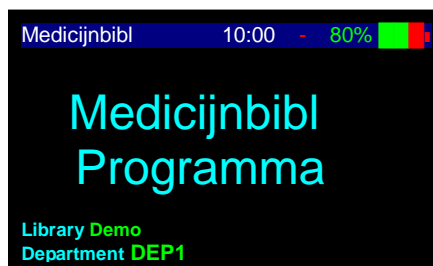 Medicijnbibl 10:00 - 80%
Medicijnbibl
Programma
Library Demo
Department DEP1